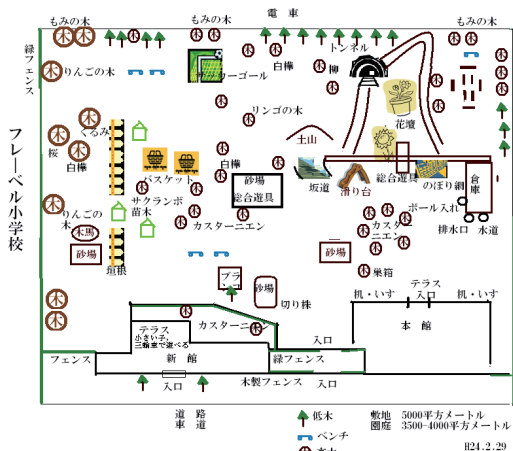 電車
もみの木
もみの木
もみの木
緑フェンス
トンネル
白樺
柳
サッカーゴール
りんごの木
リンゴの木
花壇
くるみ
土山
桜
白樺
白樺
バスケット
砂場
総合遊具
坂道
滑り台
総合遊具
のぼり網
倉庫
サクランボ
苗木
ボール入れ
フレーベル小学校
りんごの
木
カスターニエン
カスター
ニエン
排水口
水道
木馬
砂場
砂場
垣根
巣箱
ブラ
ンコ
砂場
テラス
机・いす
入口
机・いす
切り株
テラス
小さい子、
三輪車で遊べる
カスターニエン
本館
入口
フェンス
新館
緑フェンス
入口
木製フェンス
入口
道路
車道
低木
ベンチ
高木
敷地 5000平方メートル
園庭 3500-4000平方メートル
H24.2.29